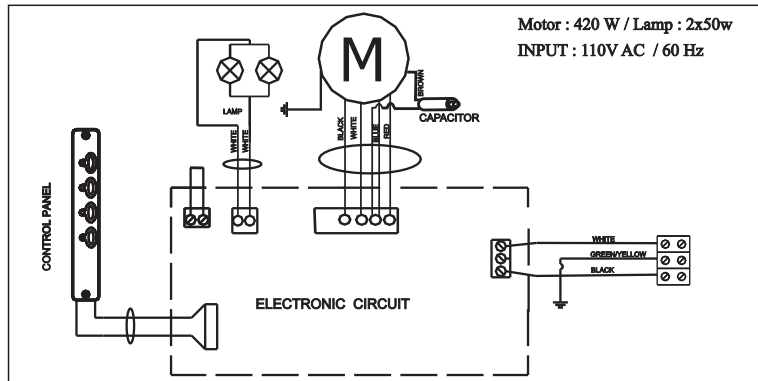 Motor : 420 W / Lamp : 2x50w
INPUT : 110V AC / 60 Hz
M
LAMP
BROWN
CAPACITOR
WHITE
WHITE
BLACK
WHITE
BLUE
RED
CONTROL PANEL
WHITE
GREEN/YELLOW
BLACK
ELECTRONIC CIRCUIT